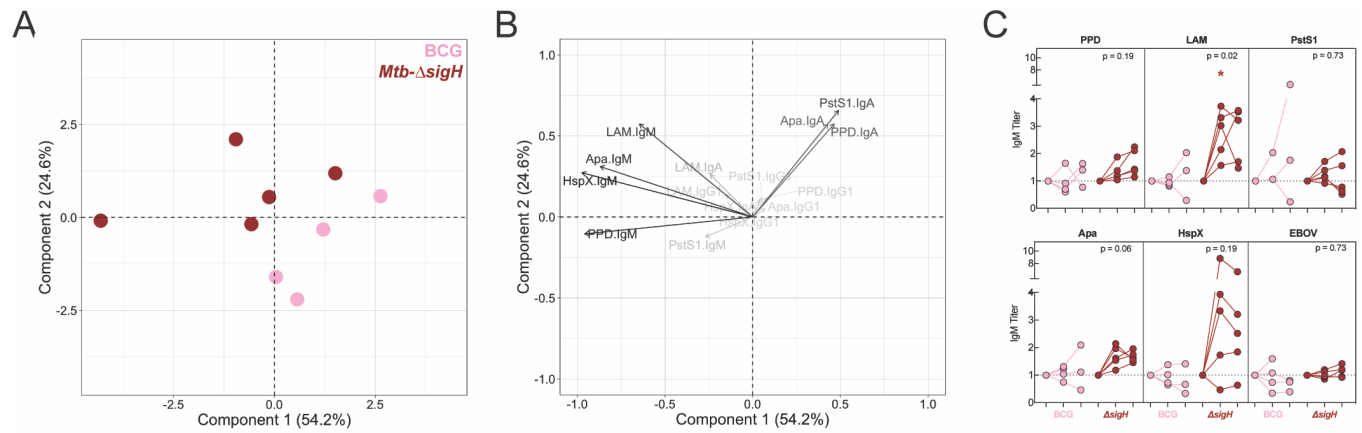 A
BCG
Mtb-ΔsigH
2.5
0.0
-2.5
-2.5
0.0
2.5
Component 2 (24.6%)
Component 1 (54.2%)
B
1.0
0.5
0.0
-0.5
-1.0
-1.0
-0.5
0.0
0.5
1.0
Component 2 (24.6%)
Component 1 (54.2%)
PstS1.IgA
Apa.IgA
PPD.IgA
LAM.IgM
Apa.IgM
LAM.IgA
HspX.IgM
PstS1.IgG1
LAM.IgG1
PPD.IgG1
HspX.IgA
Apa.IgG1
HspX.IgG1
PPD.IgM
PstS1.IgM
C
PPD
LAM
PstS1
p = 0.19
p = 0.02
p = 0.73
*
10
8
4
3
2
1
0
IgM Titer
Apa
HspX
EBOV
p = 0.06
p = 0.19
p = 0.73
10
8
4
3
2
1
0
IgM Titer
BCG
ΔsigH
BCG
ΔsigH
BCG
ΔsigH